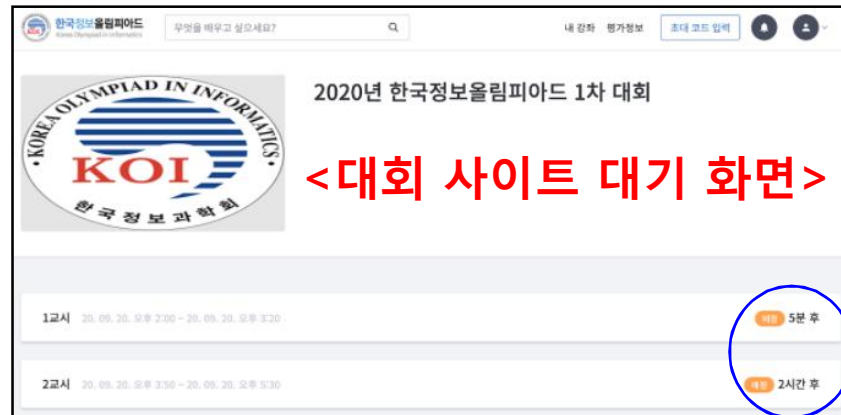 한국정보올림피아드
Korea Olympiad in Informatics
무엇을 배우고 싶으세요?
내 강좌 평가정보 초대 코드 입력
2020년 한국정보올림피아드 1차 대회
• KOREA OLYMPIAD IN INFORMATICS •
KOI
한국정보과학회
<대회 사이트 대기 화면>
1교시 20. 09. 20. 오후 2:00 ~ 20. 09. 20. 오후 3:20
예정 5분 후
2교시 20. 09. 20. 오후 3:50 ~ 20. 09. 20. 오후 5:30
예정 2시간 후